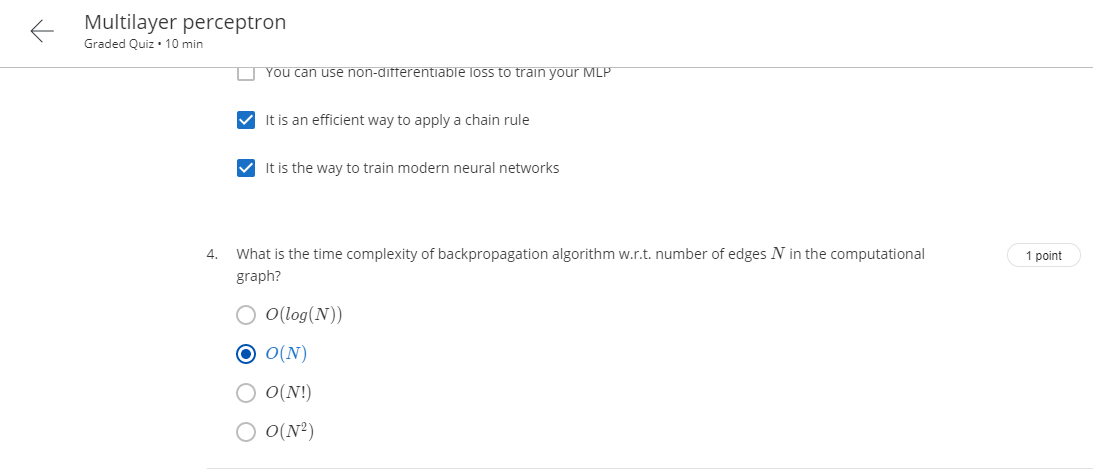 Multilayer perceptron
Graded Quiz • 10 min
You can use non-differentiable loss to train your MLP
It is an efficient way to apply a chain rule
It is the way to train modern neural networks
4. What is the time complexity of backpropagation algorithm w.r.t. number of edges N in the computational
graph?
1 point
O(log(N))
O(N)
O(N!)
O(N²)